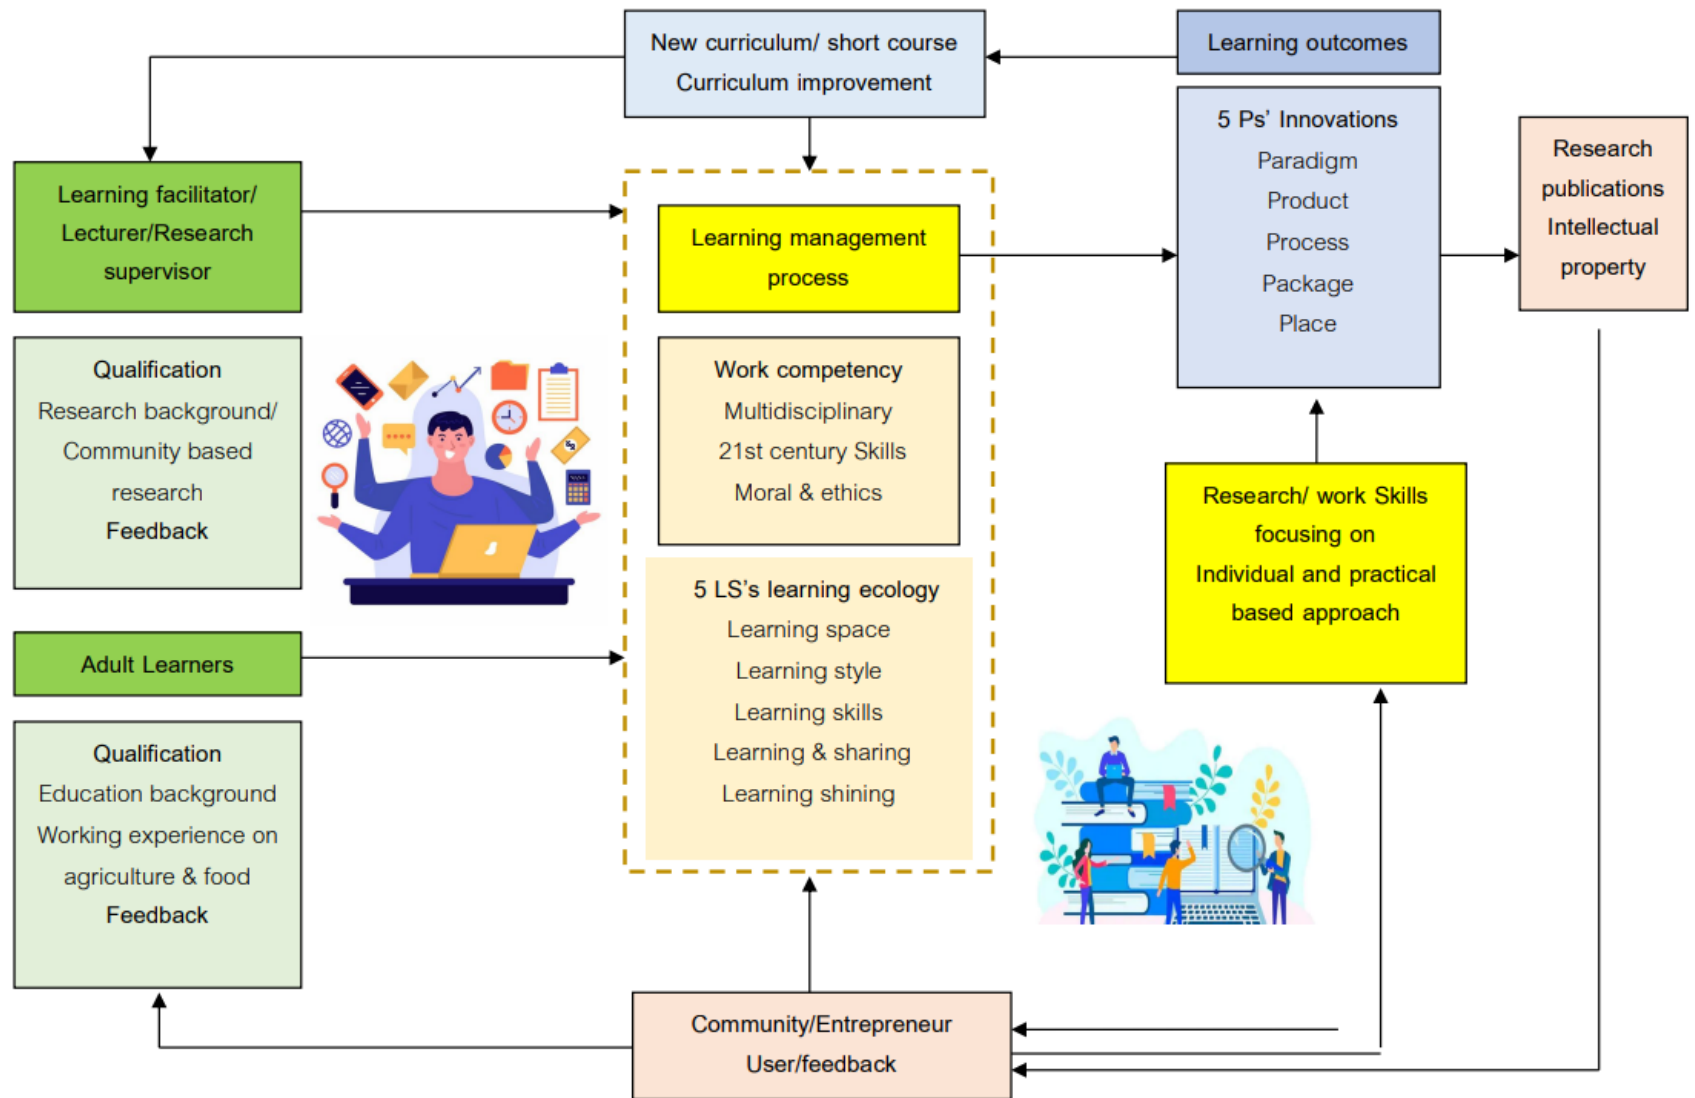 New curriculum/ short course
Curriculum improvement
Learning outcomes
5 Ps' Innovations
Paradigm
Product
Process
Package
Place
Research
publications
Intellectual
property
Learning facilitator/
Lecturer/Research
supervisor
Learning management
process
Qualification
Research background/
Community based
research
Feedback
Work competency
Multidisciplinary
21st century Skills
Moral & ethics
Research/ work Skills
focusing on
Individual and practical
based approach
5 LS's learning ecology
Learning space
Learning style
Learning skills
Learning & sharing
Learning shining
Adult Learners
Qualification
Education background
Working experience on
agriculture & food
Feedback
Community/Entrepreneur
User/feedback